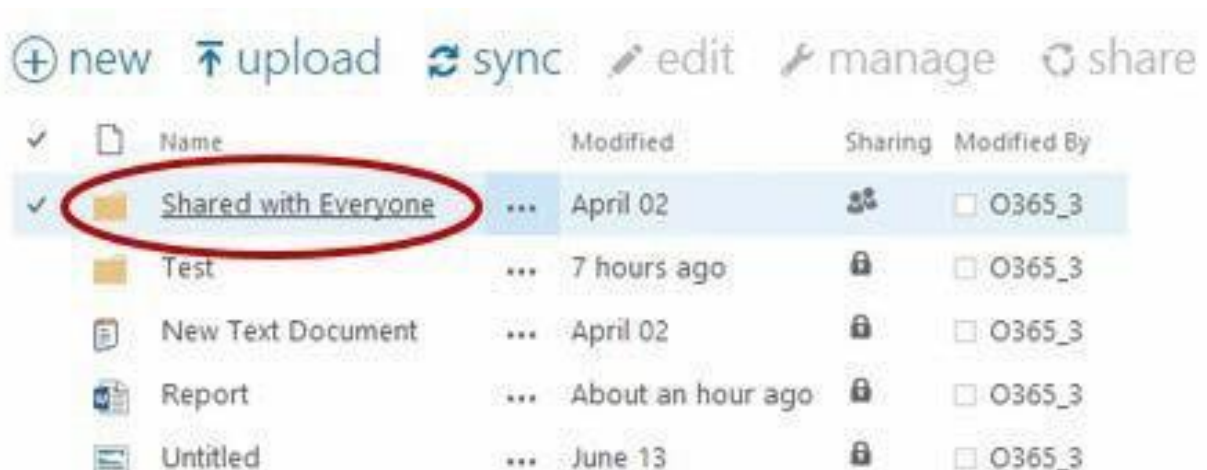 new upload sync edit manage share
Name Modified Sharing Modified By
Shared with Everyone ... April 02 O365_3
Test ... 7 hours ago O365_3
New Text Document ... April 02 O365_3
Report ... About an hour ago O365_3
Untitled ... June 13 O365_3